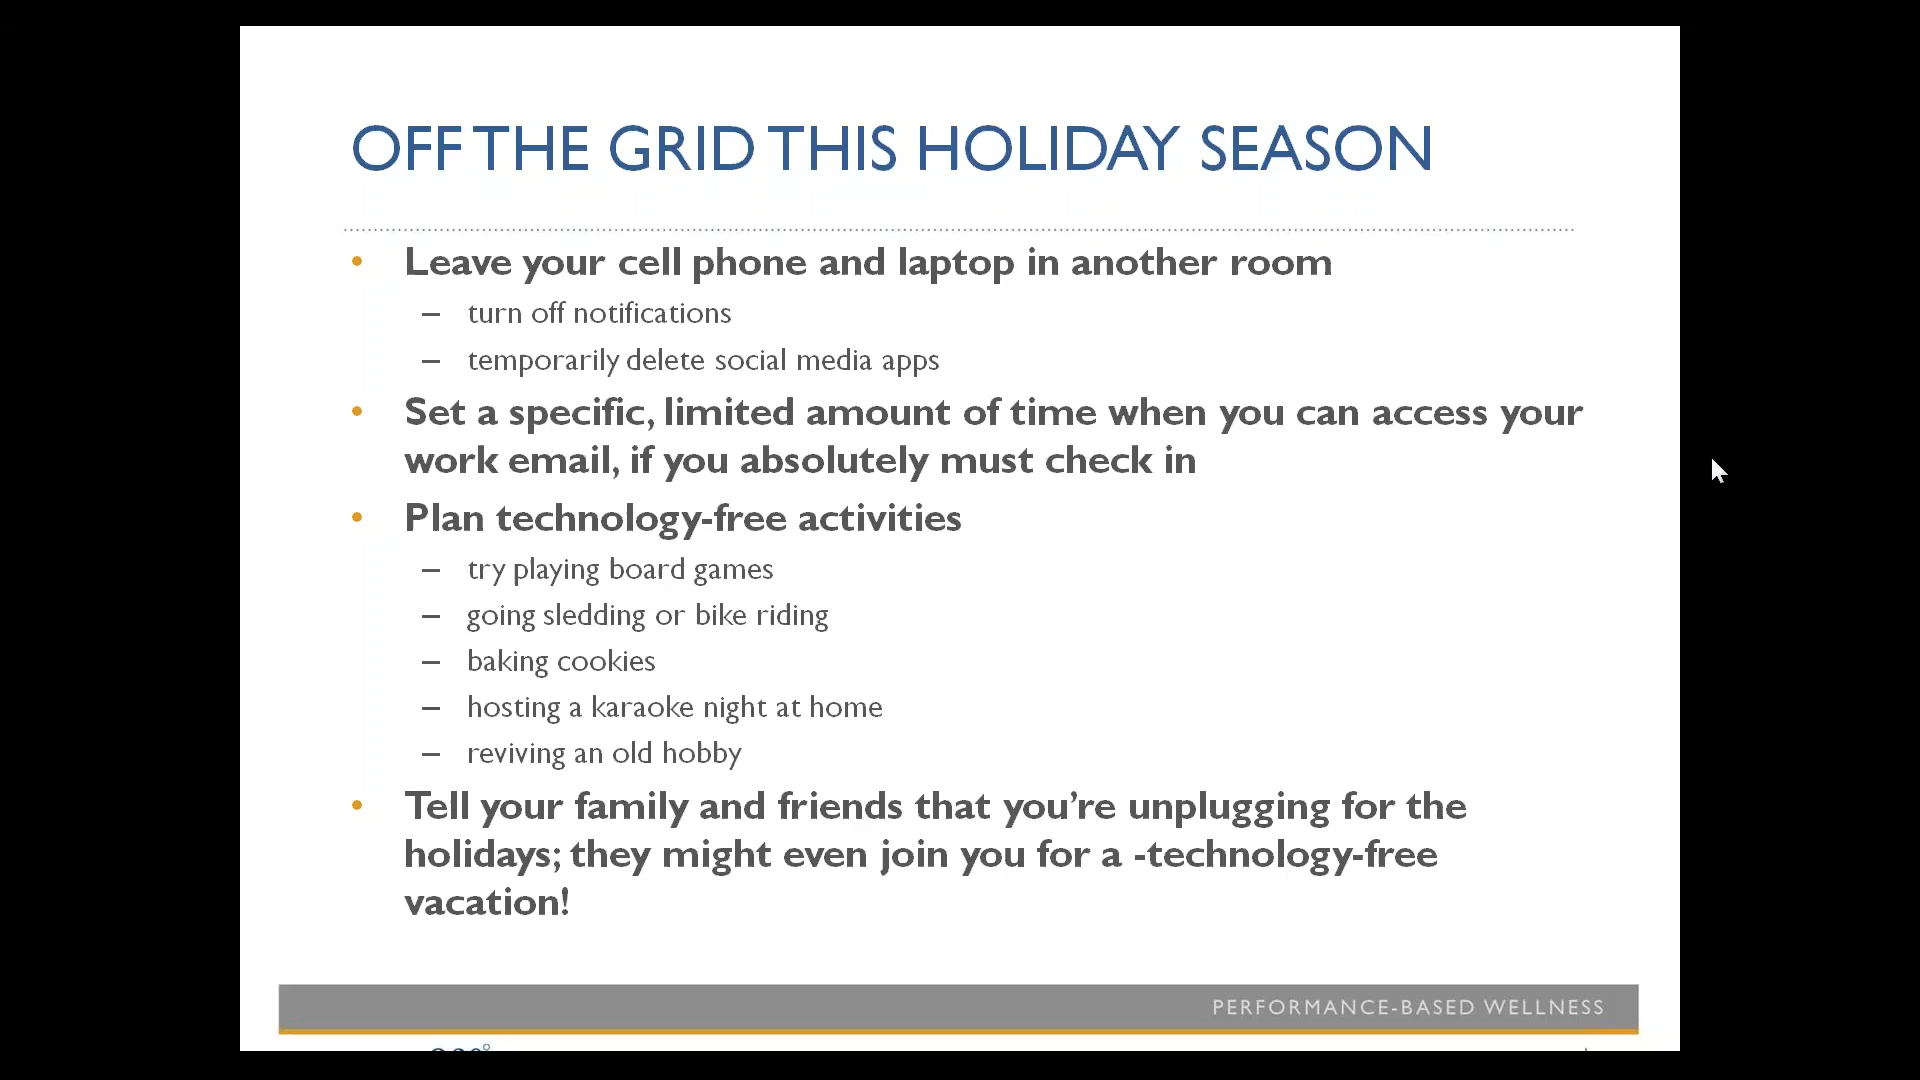 OFF THE GRID THIS HOLIDAY SEASON
• Leave your cell phone and laptop in another room
– turn off notifications
– temporarily delete social media apps
• Set a specific, limited amount of time when you can access your
work email, if you absolutely must check in
• Plan technology-free activities
– try playing board games
– going sledding or bike riding
– baking cookies
– hosting a karaoke night at home
– reviving an old hobby
• Tell your family and friends that you’re unplugging for the
holidays; they might even join you for a -technology-free
vacation!
PERFORMANCE-BASED WELLNESS